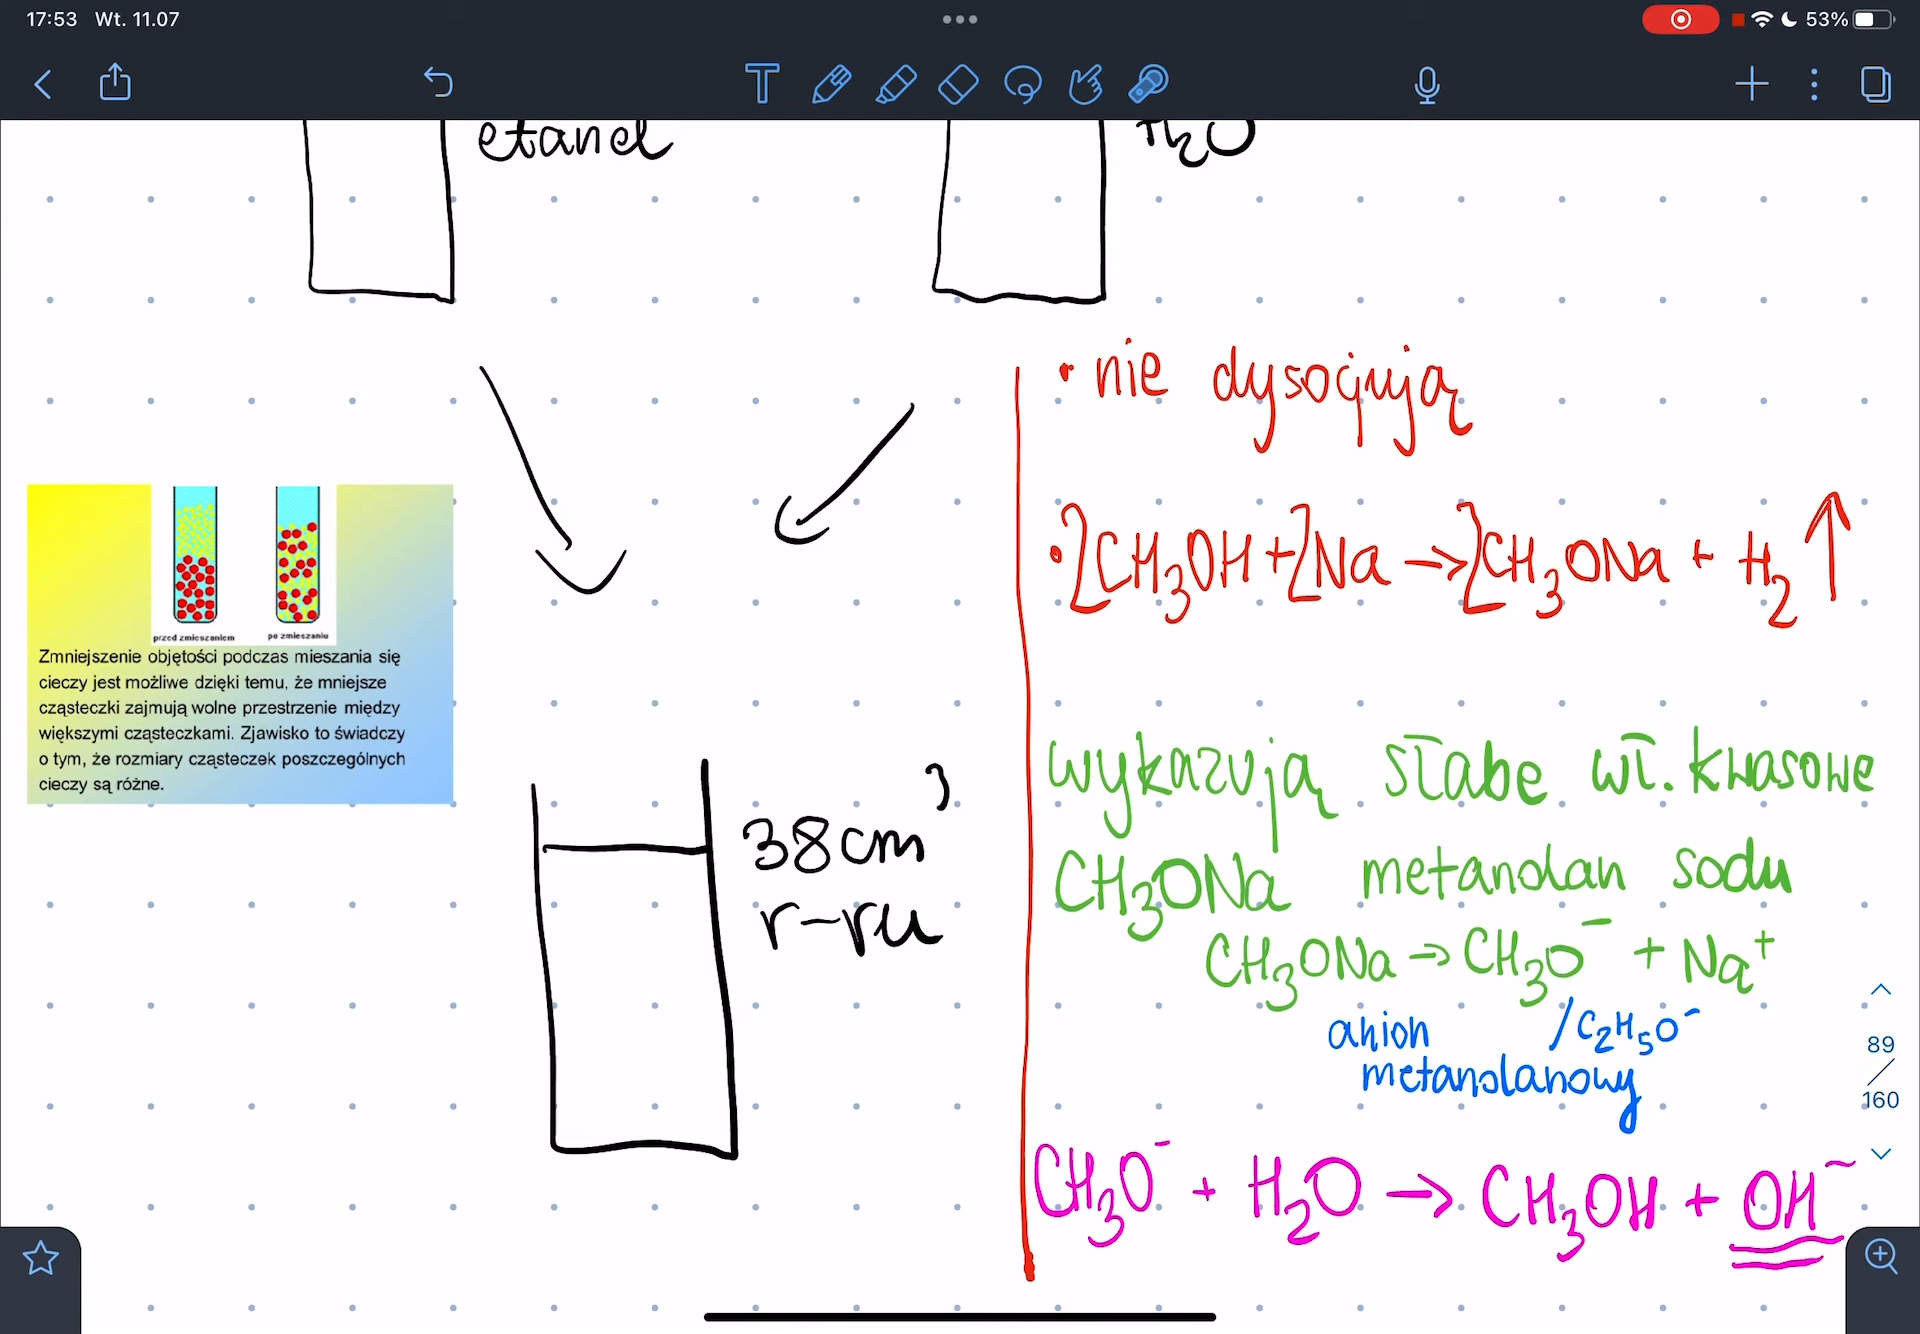 17:53 Wt. 11.07
53%
etanol
H₂O
przed zmieszaniem
po zmieszaniu
Zmniejszenie objętości podczas mieszania się
cieczy jest możliwe dzięki temu, że mniejsze
cząsteczki zajmują wolne przestrzenie między
większymi cząsteczkami. Zjawisko to świadczy
o tym, że rozmiary cząsteczek poszczególnych
cieczy są różne.
38cm³
r-ru
• nie dysocjują
• 2CH₃OH + 2Na → 2CH₃ONa + H₂↑
wykazują słabe wł. kwasowe
CH₃ONa metanolan sodu
CH₃ONa → CH₃O⁻ + Na⁺
anion / C₂H₅O⁻
metanolanowy
CH₃O⁻ + H₂O → CH₃OH + OH⁻
89
/
160